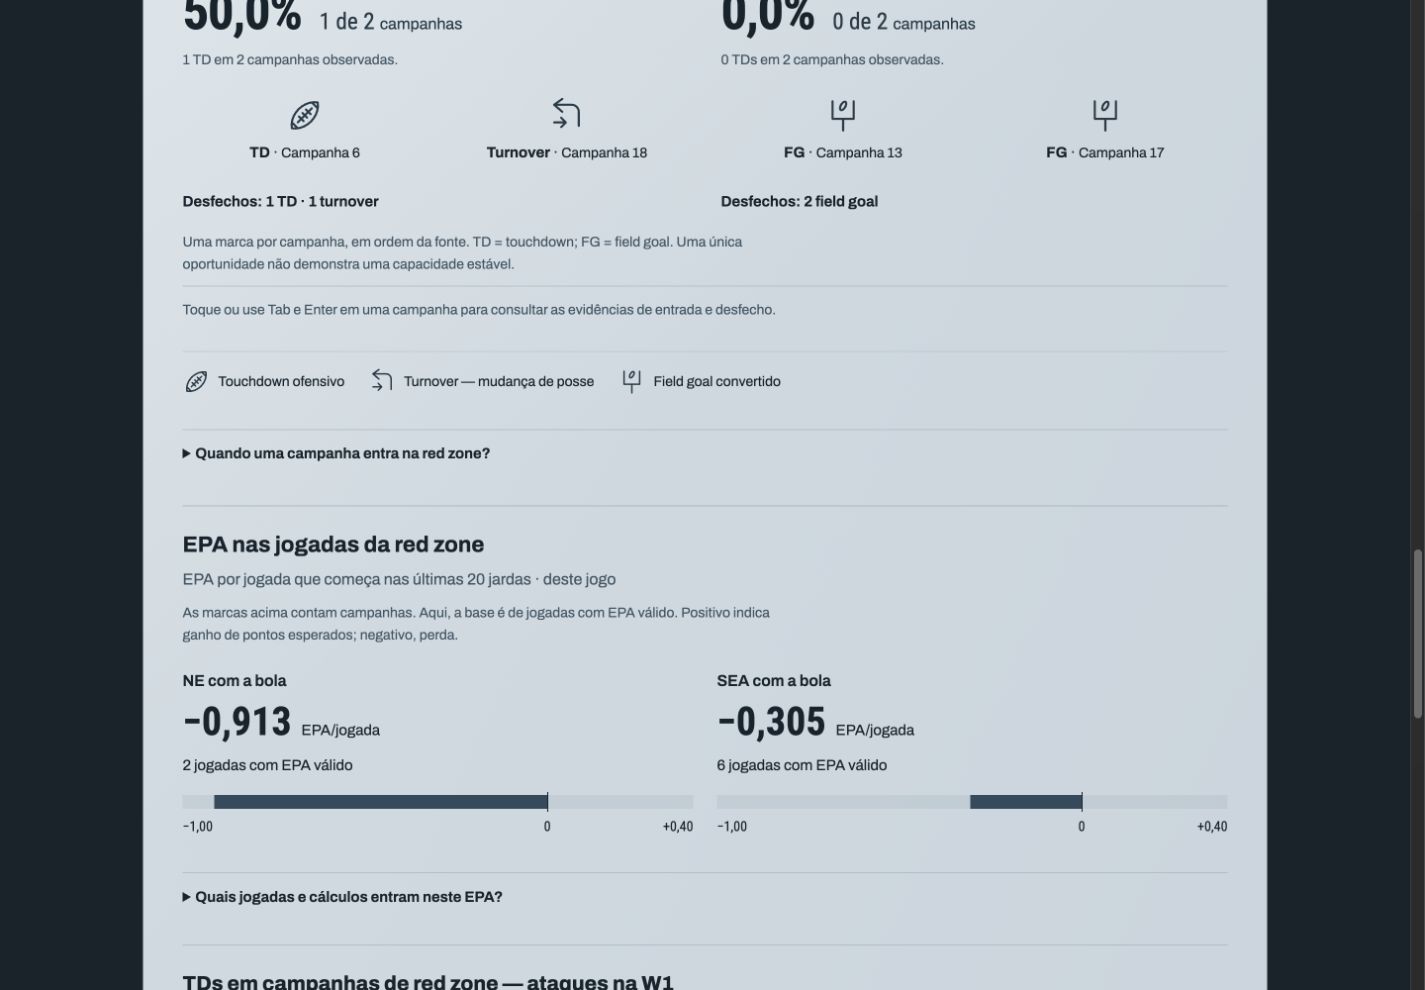 50,0% 1 de 2 campanhas
0,0% 0 de 2 campanhas
1 TD em 2 campanhas observadas.
0 TDs em 2 campanhas observadas.
TD · Campanha 6
Turnover · Campanha 18
FG · Campanha 13
FG · Campanha 17
Desfechos: 1 TD · 1 turnover
Desfechos: 2 field goal
Uma marca por campanha, em ordem da fonte. TD = touchdown; FG = field goal. Uma única
oportunidade não demonstra uma capacidade estável.
Toque ou use Tab e Enter em uma campanha para consultar as evidências de entrada e desfecho.
Touchdown ofensivo
Turnover — mudança de posse
Field goal convertido
Quando uma campanha entra na red zone?
EPA nas jogadas da red zone
EPA por jogada que começa nas últimas 20 jardas · deste jogo
As marcas acima contam campanhas. Aqui, a base é de jogadas com EPA válido. Positivo indica
ganho de pontos esperados; negativo, perda.
NE com a bola
−0,913 EPA/jogada
2 jogadas com EPA válido
−1,00 0 +0,40
SEA com a bola
−0,305 EPA/jogada
6 jogadas com EPA válido
−1,00 0 +0,40
Quais jogadas e cálculos entram neste EPA?
TDs em campanhas de red zone — ataques na W1